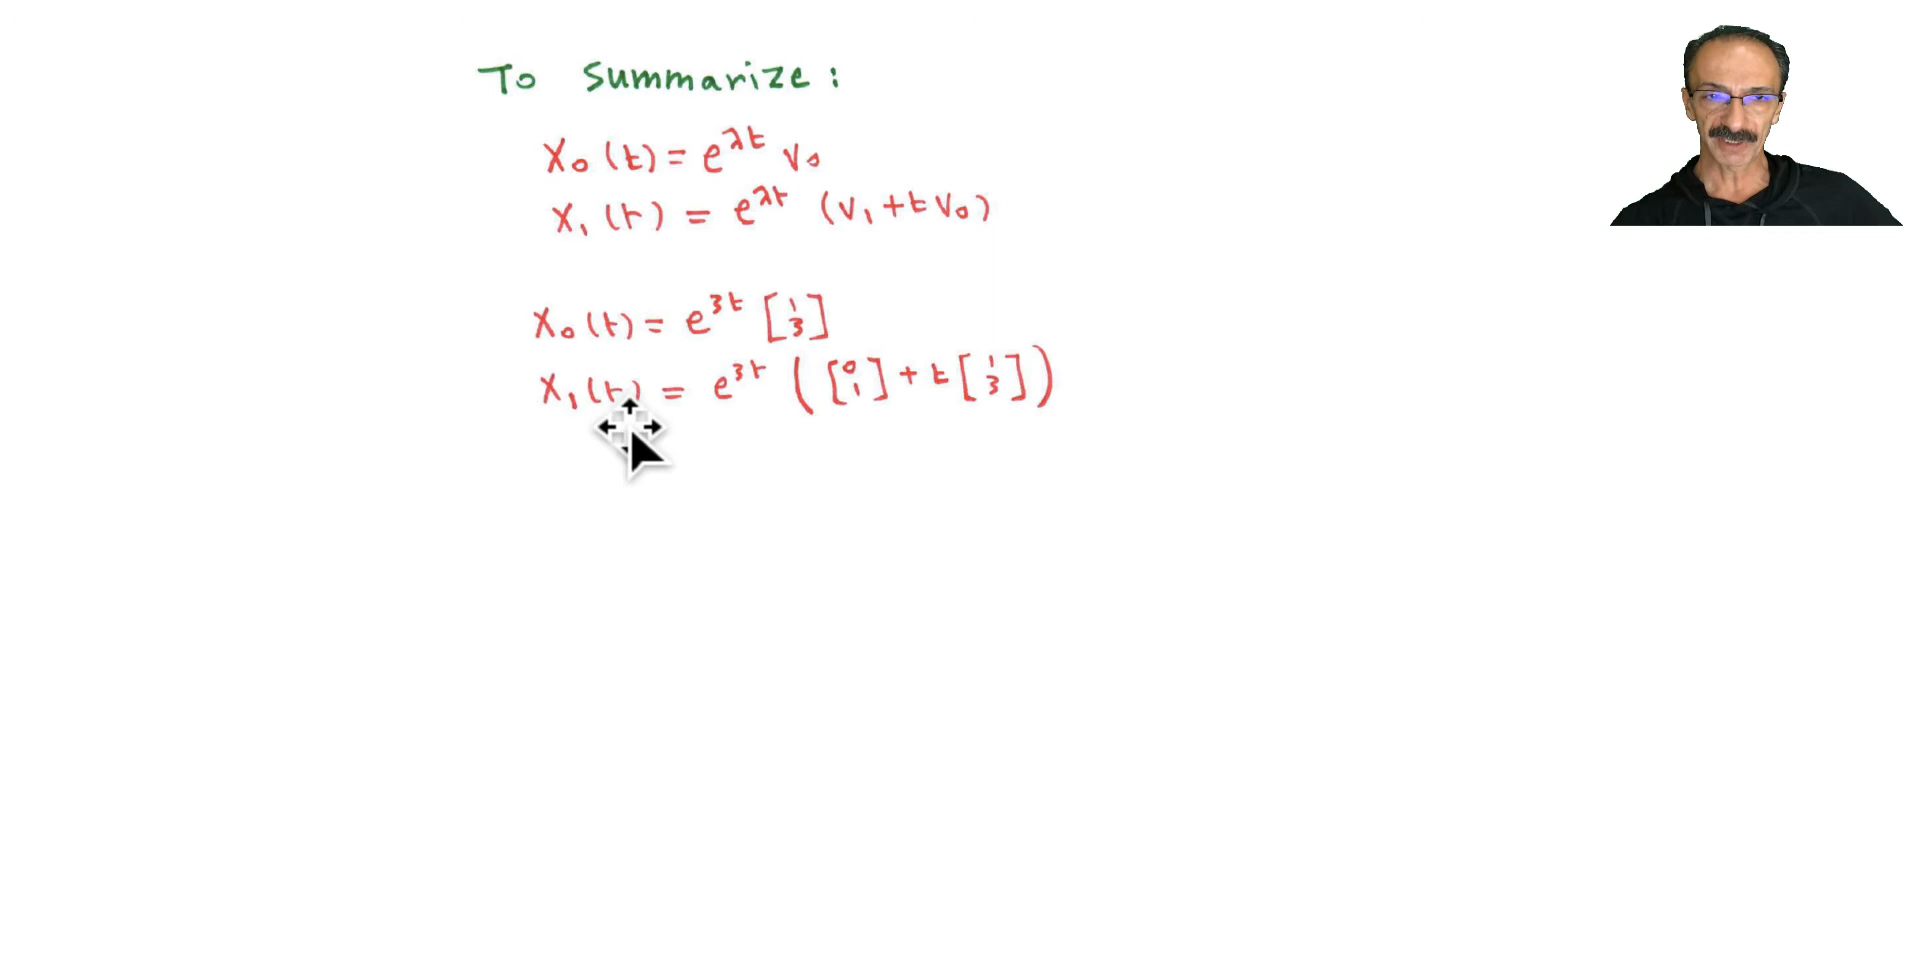 To Summarize:
x₀(t) = e^{λt} v₀
x₁(t) = e^{λt} (v₁ + t v₀)
x₀(t) = e^{3t} [1 3]
x₁(t) = e^{3t} ([0 1] + t [1 3])